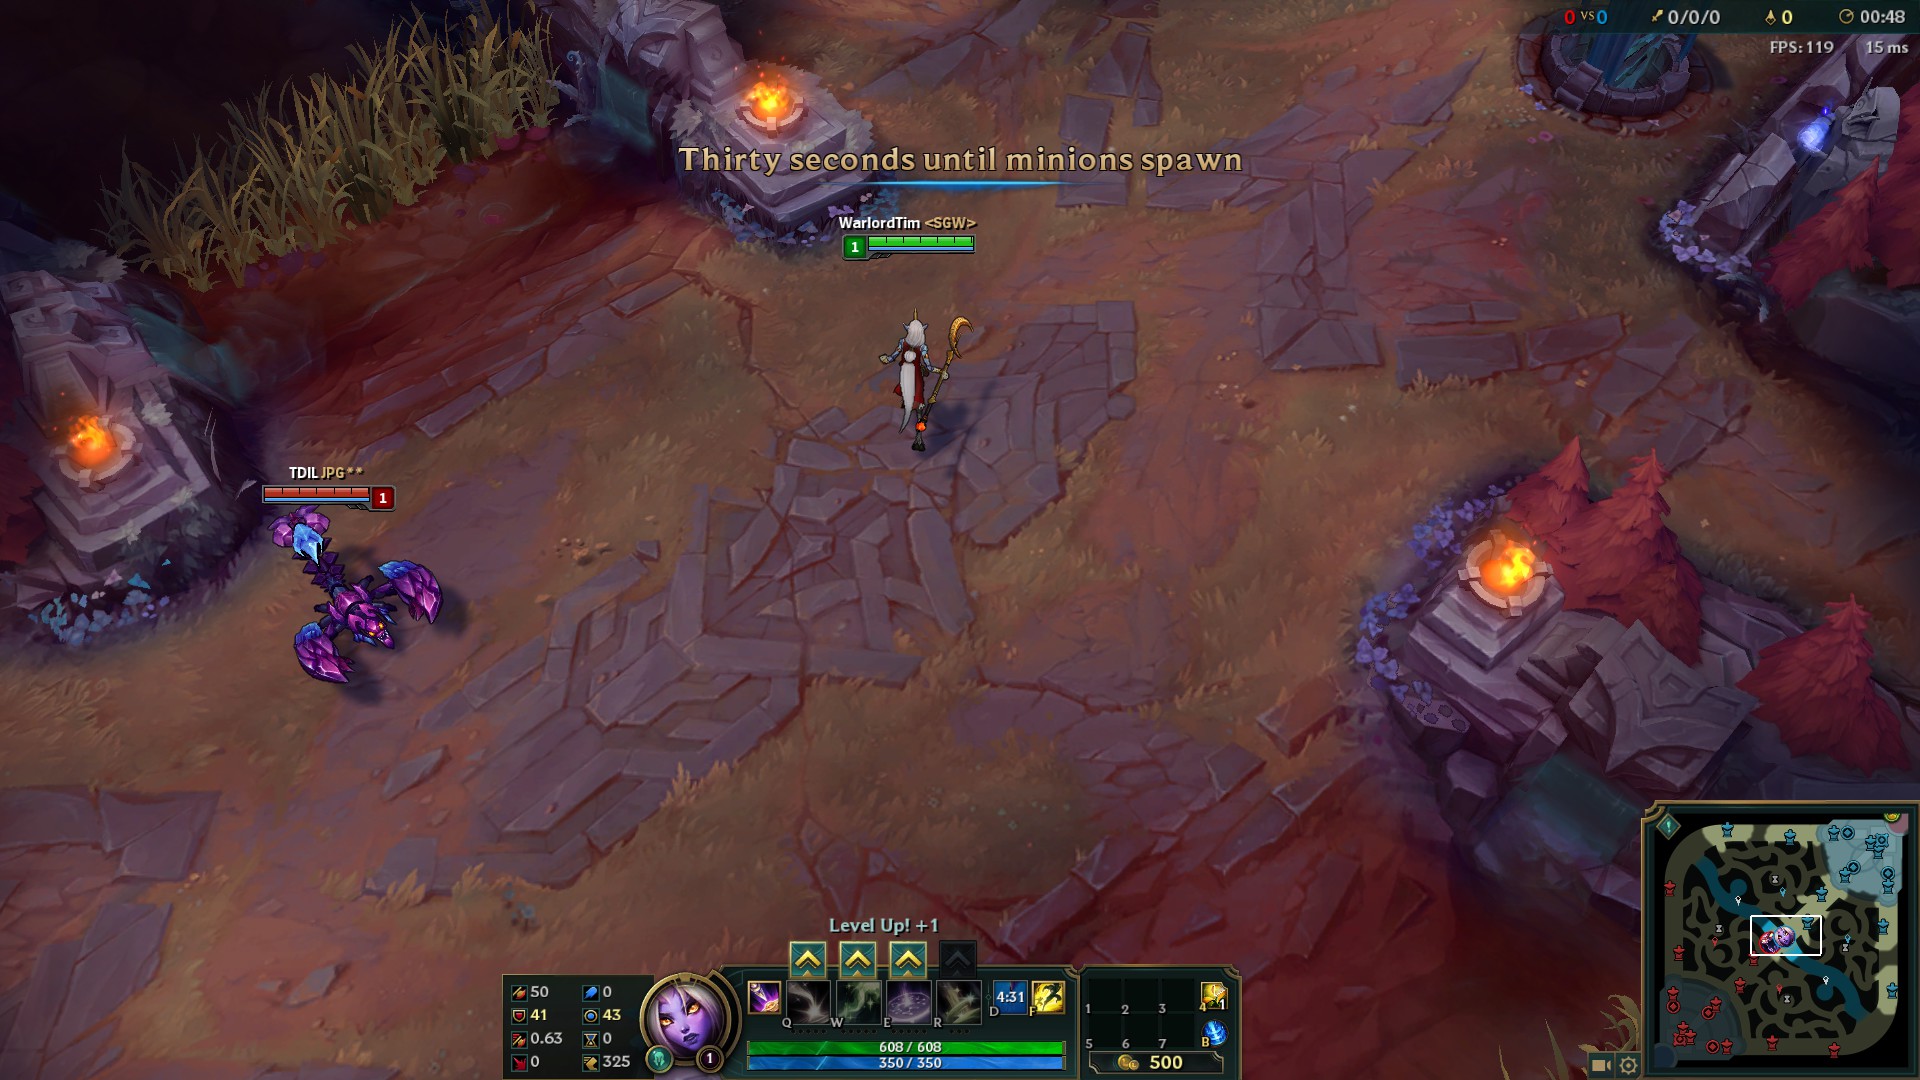 0 VS 0 0/0/0 0 00:48
FPS: 119 15 ms
Thirty seconds until minions spawn
WarlordTim <SGW>
1
TDIL JPG**
1
Level Up! +1
50 0
41 43
0.63 0
0 325
1
Q W E R
4:31
D F
608 / 608
350 / 350
1 2 3 4 1
5 6 7 B
500